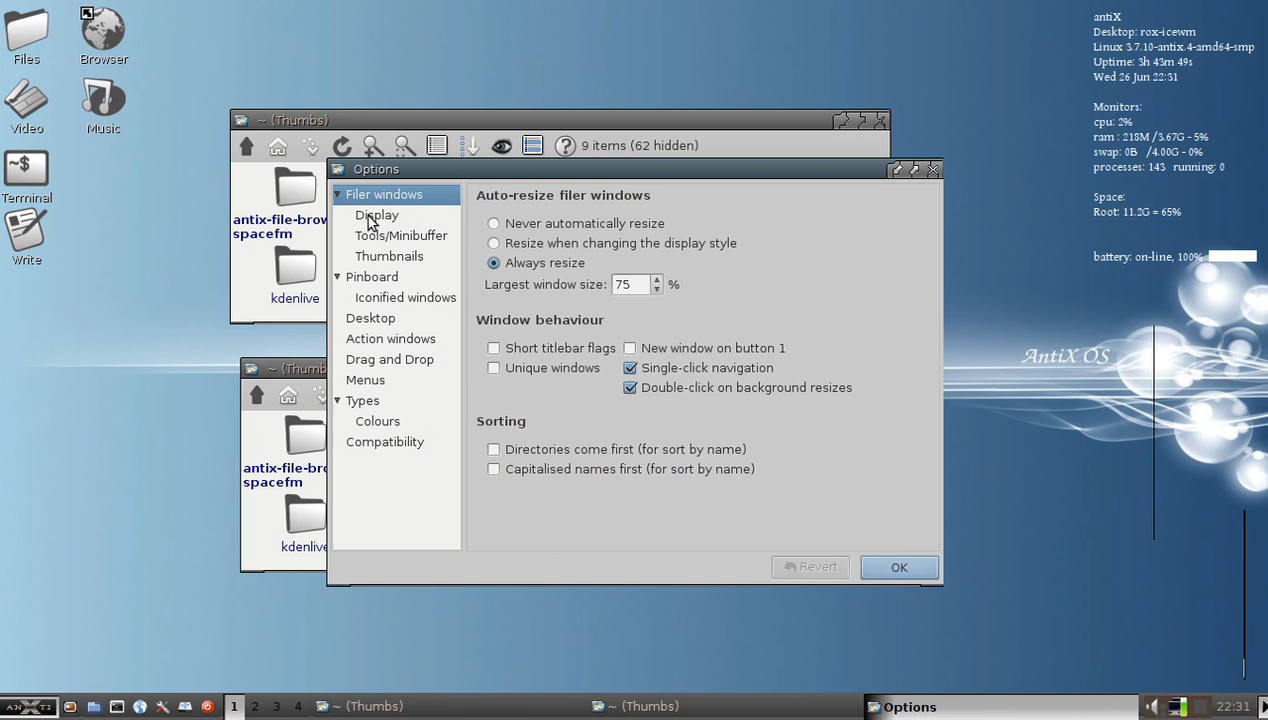 Files
Browser
Video
Music
Terminal
Write
antiX
Desktop: rox-icewm
Linux 3.7.10-antix.4-amd64-smp
Uptime: 3h 43m 49s
Wed 26 Jun 22:31
Monitors:
cpu: 2%
ram : 218M /3.67G - 5%
swap: 0B /4.00G - 0%
processes: 143 running: 0
Space:
Root: 11.2G = 65%
battery: on-line, 100%
AntiX OS
~ (Thumbs)
9 items (62 hidden)
antix-file-brow
spacefm
kdenlive
~ (Thumb
antix-file-bro
spacefm
kdenlive
Options
Filer windows
Display
Tools/Minibuffer
Thumbnails
Pinboard
Iconified windows
Desktop
Action windows
Drag and Drop
Menus
Types
Colours
Compatibility
Auto-resize filer windows
Never automatically resize
Resize when changing the display style
Always resize
Largest window size: 75 %
Window behaviour
Short titlebar flags
New window on button 1
Unique windows
Single-click navigation
Double-click on background resizes
Sorting
Directories come first (for sort by name)
Capitalised names first (for sort by name)
Revert
OK
1 2 3 4
~ (Thumbs)
~ (Thumbs)
Options
22:31